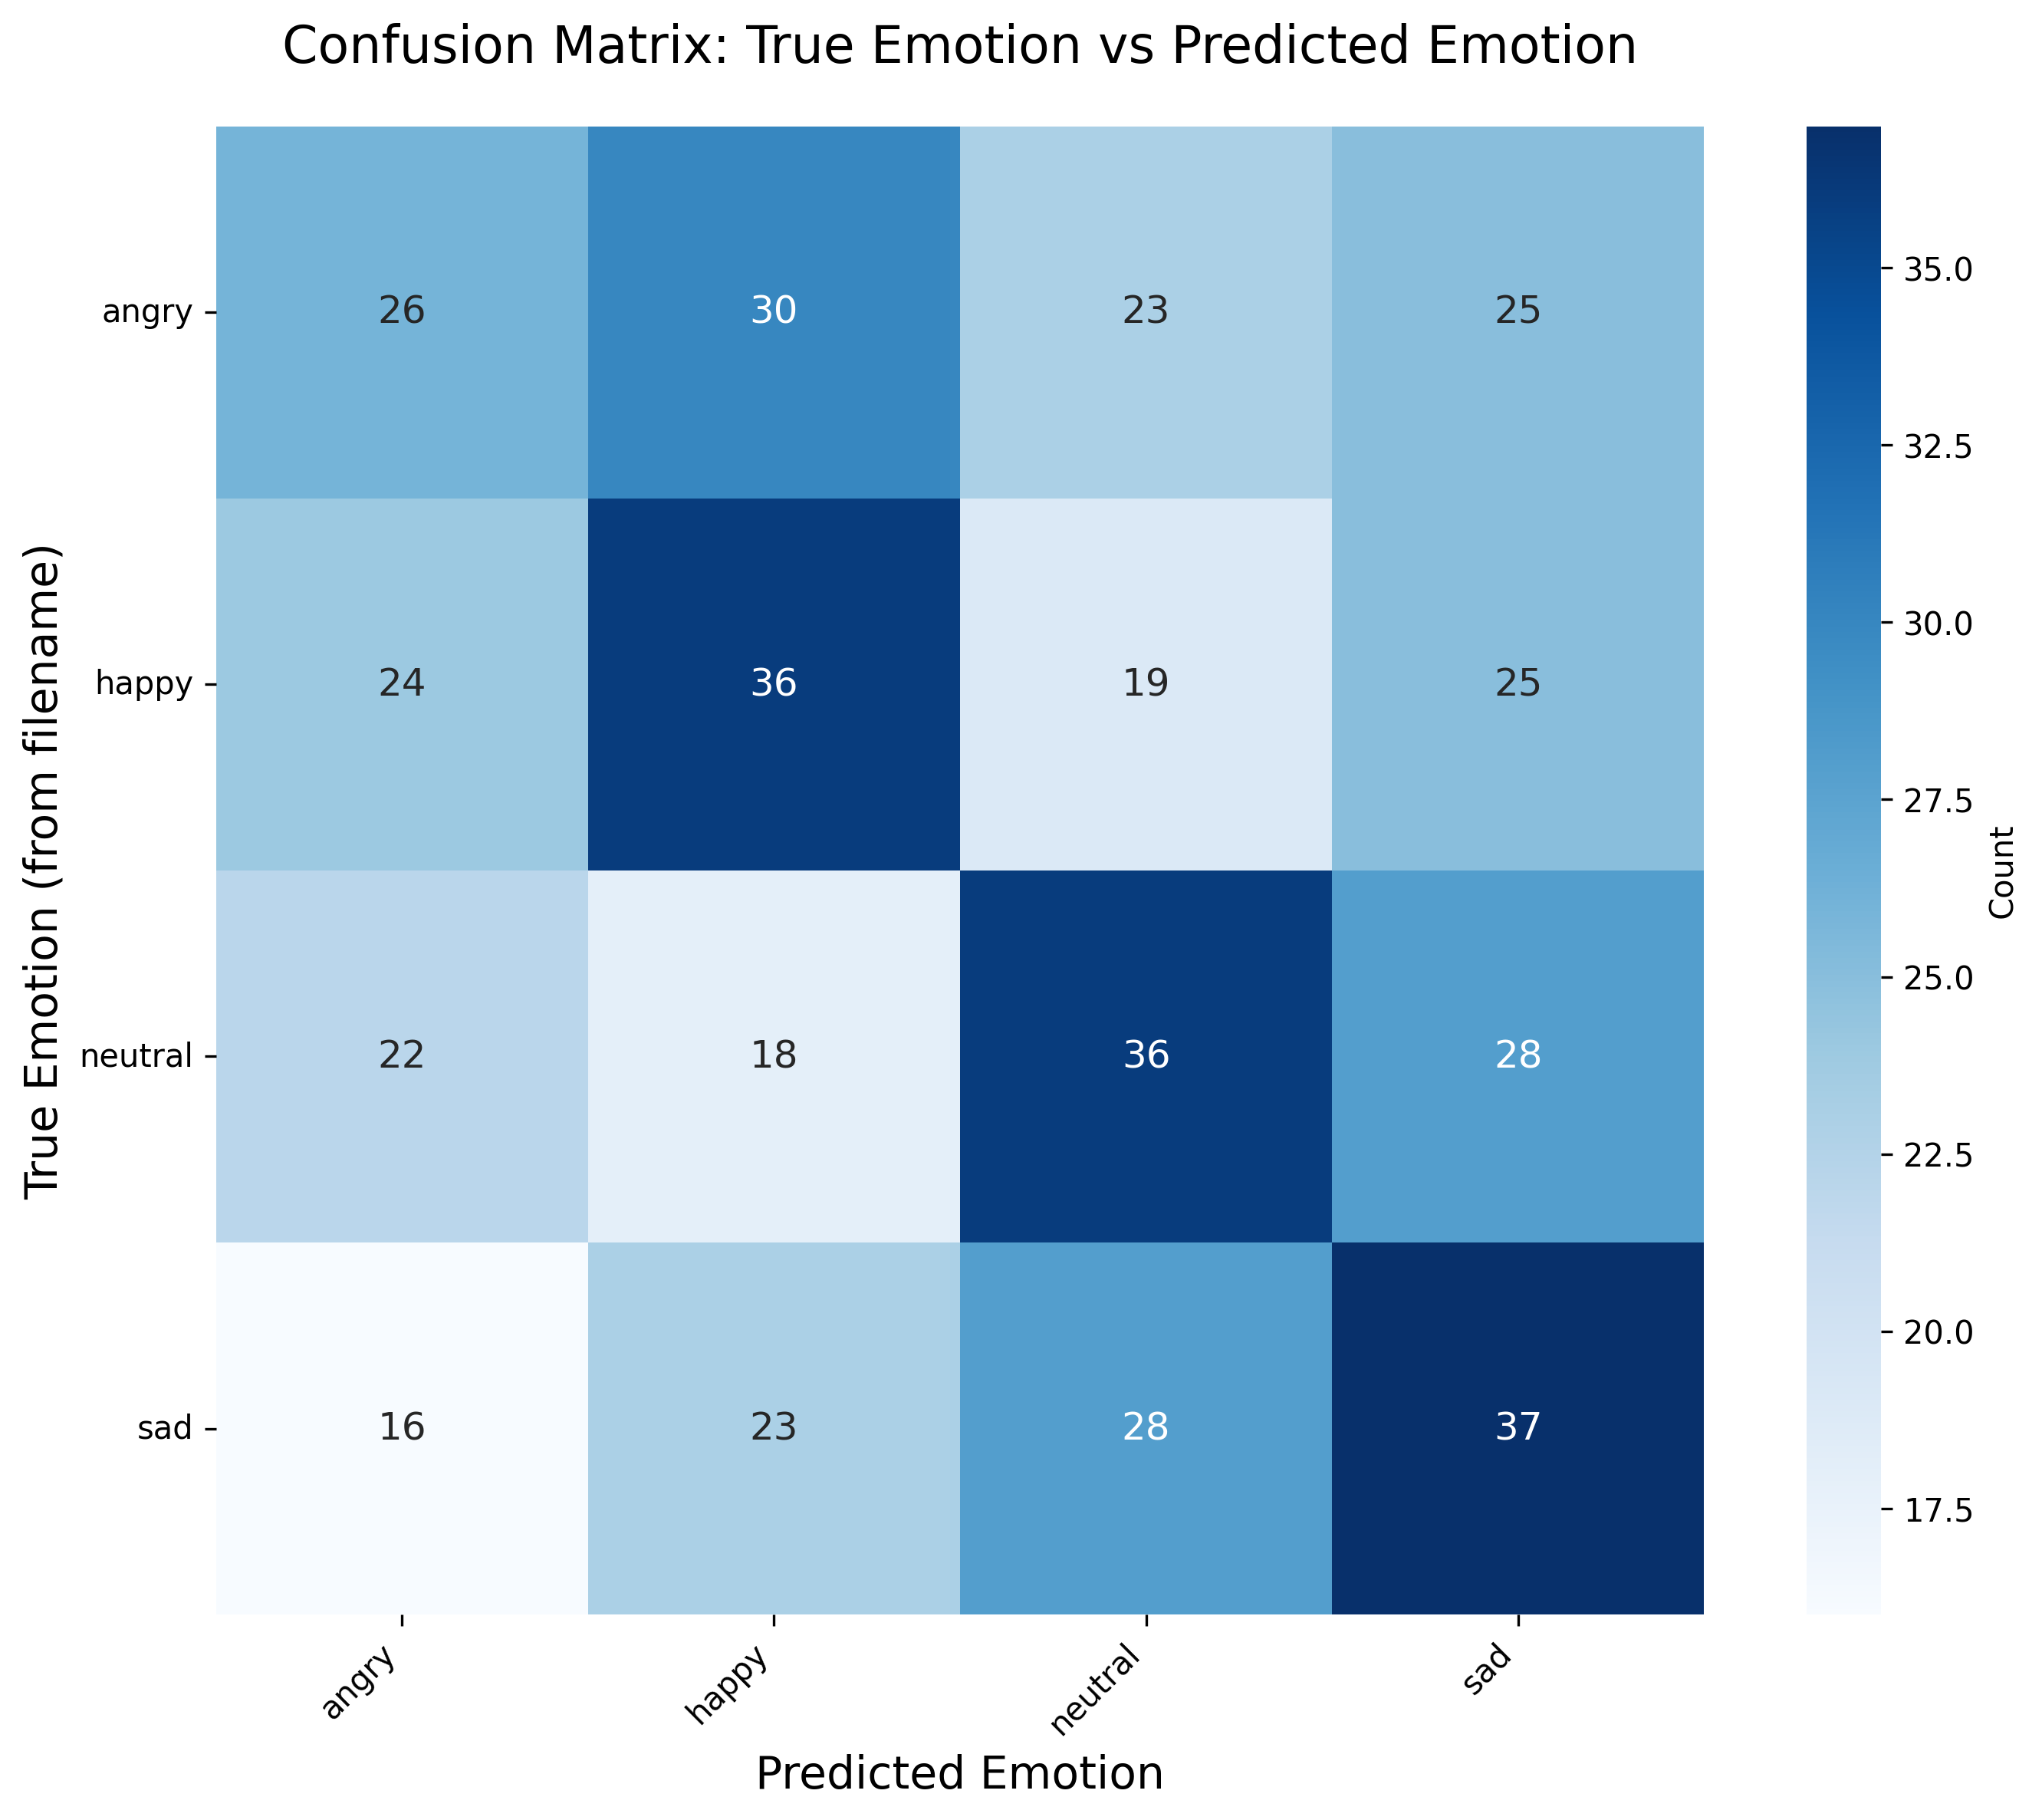 Confusion Matrix: True Emotion vs Predicted Emotion
True Emotion (from filename)
angry
26 30 23 25
happy
24 36 19 25
neutral
22 18 36 28
sad
16 23 28 37
angry
happy
neutral
sad
Predicted Emotion
35.0
32.5
30.0
27.5
25.0
22.5
20.0
17.5
Count